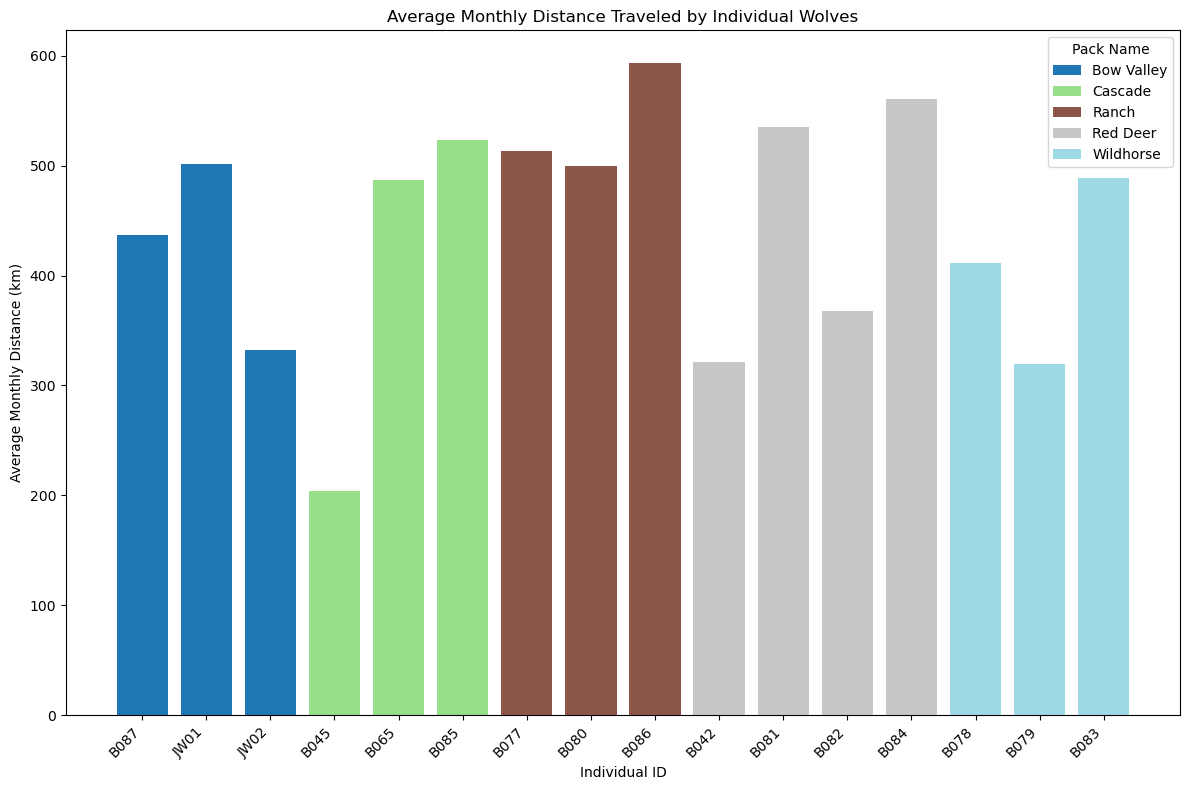 Average Monthly Distance Traveled by Individual Wolves
Pack Name
Bow Valley
Cascade
Ranch
Red Deer
Wildhorse
Average Monthly Distance (km)
600
500
400
300
200
100
0
B087
JW01
JW02
B045
B065
B085
B077
B080
B086
B042
B081
B082
B084
B078
B079
B083
Individual ID